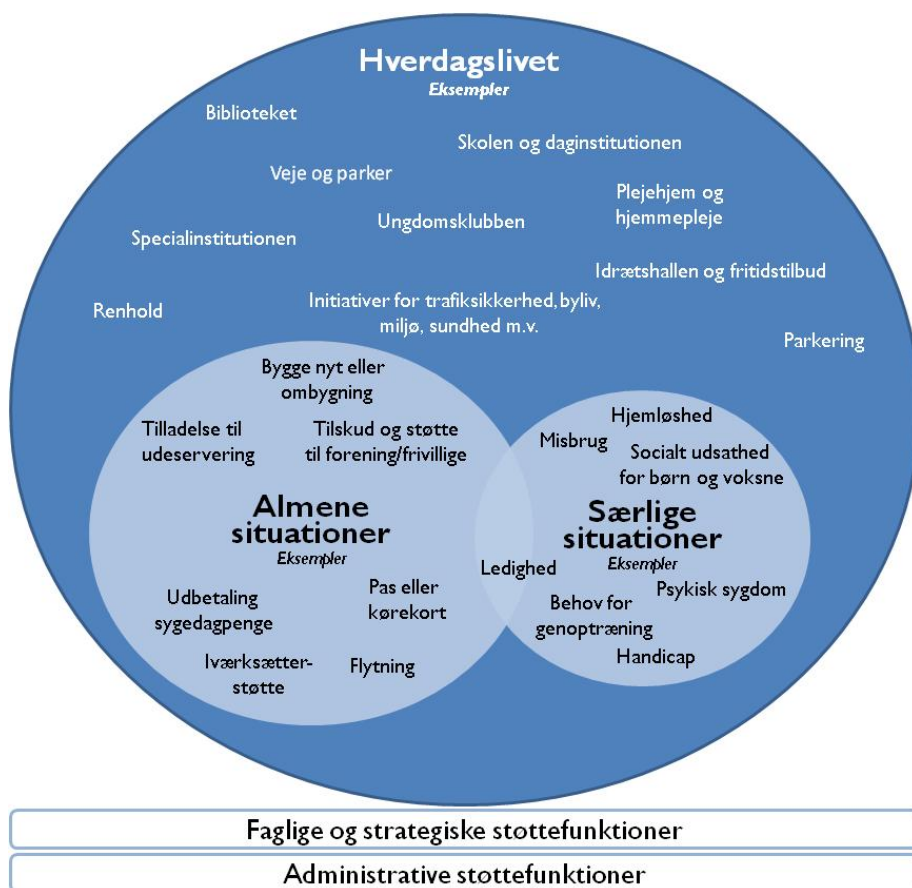 Hverdagslivet
Eksempler
Biblioteket
Skolen og daginstitutionen
Veje og parker
Plejehjem og
hjemmepleje
Ungdomsklubben
Specialinstitutionen
Idrætshallen og fritidstilbud
Renhold
Initiativer for trafiksikkerhed, byliv,
miljø, sundhed m.v.
Parkering
Bygge nyt eller
ombygning
Tilladelse til
udeservering
Tilskud og støtte
til forening/frivillige
Almene
situationer
Eksempler
Udbetaling
sygedagpenge
Pas eller
kørekort
Iværksætter-
støtte
Flytning
Ledighed
Hjemløshed
Misbrug
Socialt udsathed
for børn og voksne
Særlige
situationer
Eksempler
Psykisk sygdom
Behov for
genoptræning
Handicap
Faglige og strategiske støttefunktioner
Administrative støttefunktioner